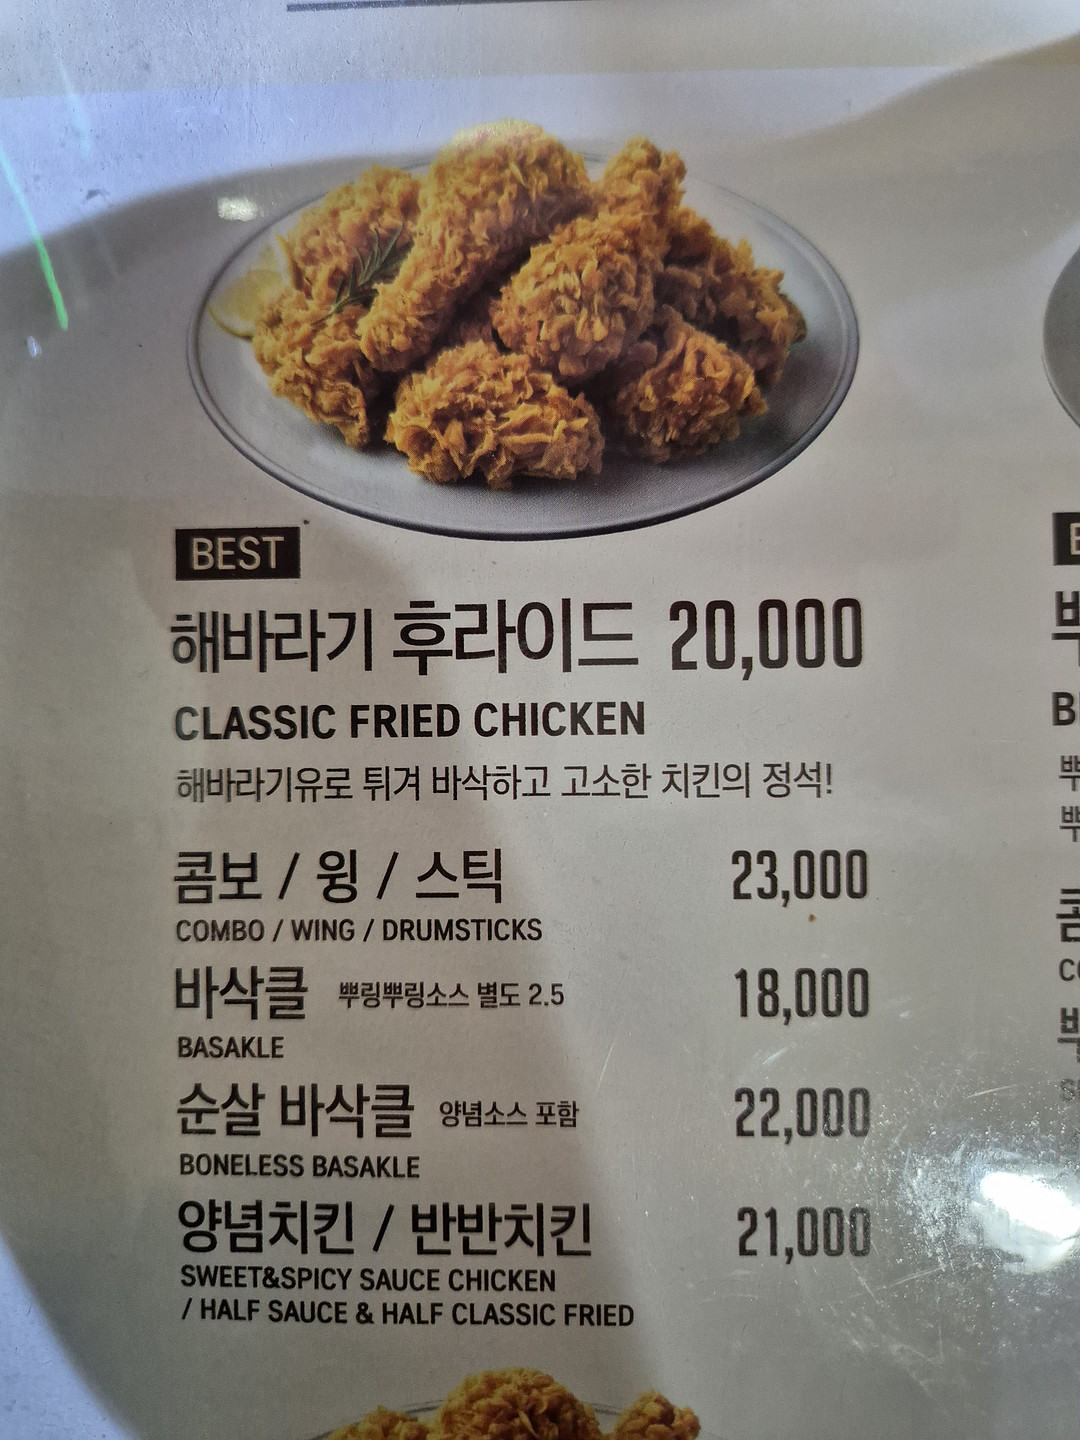 BEST
해바라기 후라이드 20,000
CLASSIC FRIED CHICKEN
해바라기유로 튀겨 바삭하고 고소한 치킨의 정석!
콤보 / 윙 / 스틱 23,000
COMBO / WING / DRUMSTICKS
바삭클 뿌링뿌링소스 별도 2.5 18,000
BASAKLE
순살 바삭클 양념소스 포함 22,000
BONELESS BASAKLE
양념치킨 / 반반치킨 21,000
SWEET&SPICY SAUCE CHICKEN
/ HALF SAUCE & HALF CLASSIC FRIED